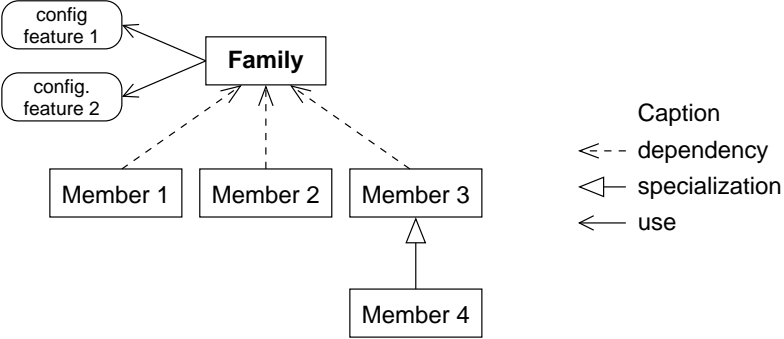 config
feature 1
config.
feature 2
Family
Member 1
Member 2
Member 3
Member 4
Caption
dependency
specialization
use